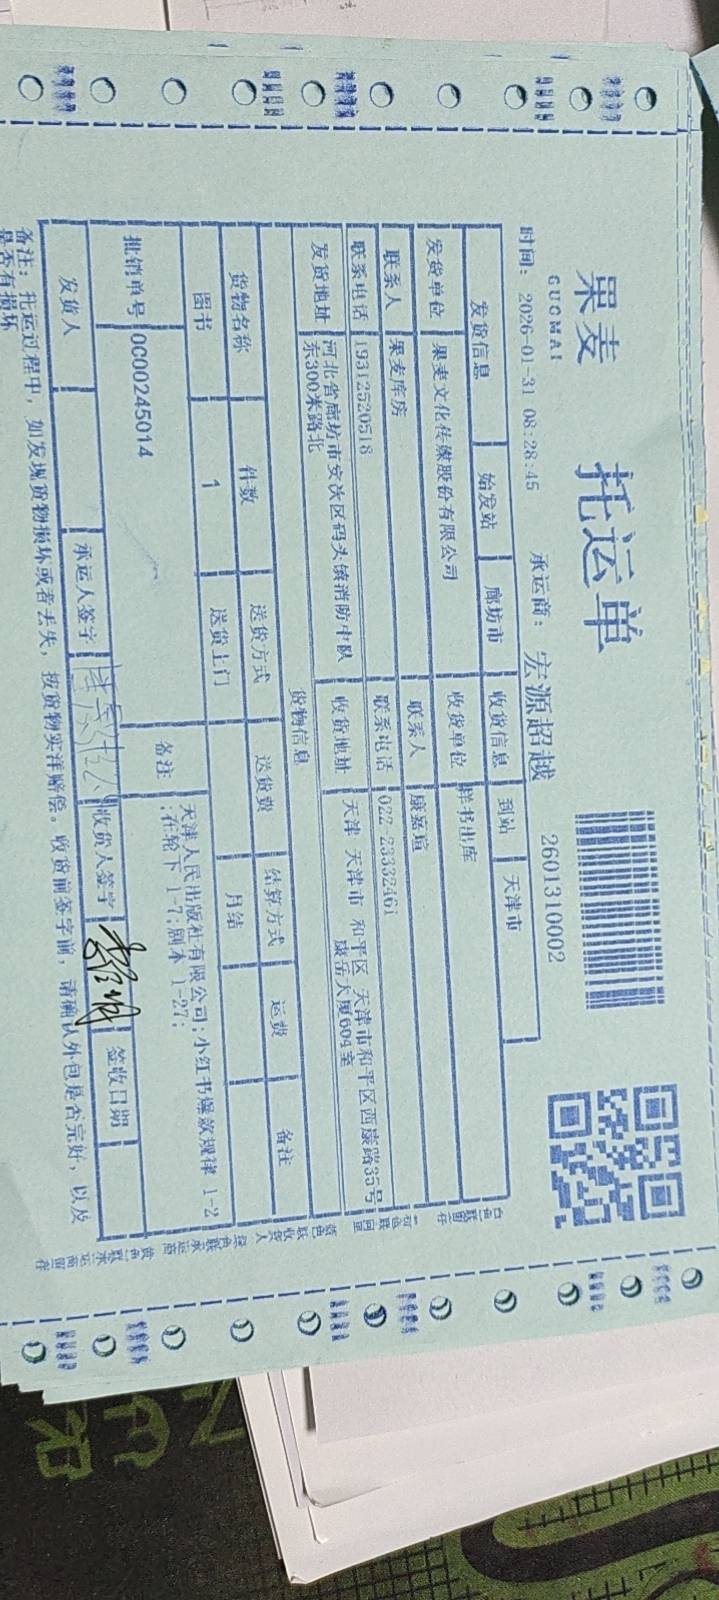 果麦
GUOMAI
托运单
时间: 2026-01-31 08:28:45
承运商: 宏源超越
2601310002
发货信息 始发站 廊坊市 收货信息 到站 天津市
发货单位 果麦文化传媒股份有限公司 收货单位 样书出库
联系人 果麦库房 联系人 康嘉瑄
联系电话 19312520518 联系电话 022-23332461
发货地址 河北省廊坊市安次区码头镇消防中队
东300米路北
收货地址 天津 天津市 和平区 天津市和平区西康路35号
康岳大厦604室
货物信息
货物名称 件数 送货方式 送货费 结算方式 运费 备注
图书 1 送货上门 月结
批销单号 0C00245014 备注 天津人民出版社有限公司;小红书爆款规律 1-2
;在轮下 1-7;剧本 1-27;
发货人 承运人签字 收货人签字 签收日期
备注: 托运过程中, 如发现货物损坏或者丢失, 按货物实洋赔偿。收货前签字前, 请确认外包是否完好, 以及
是否有损坏